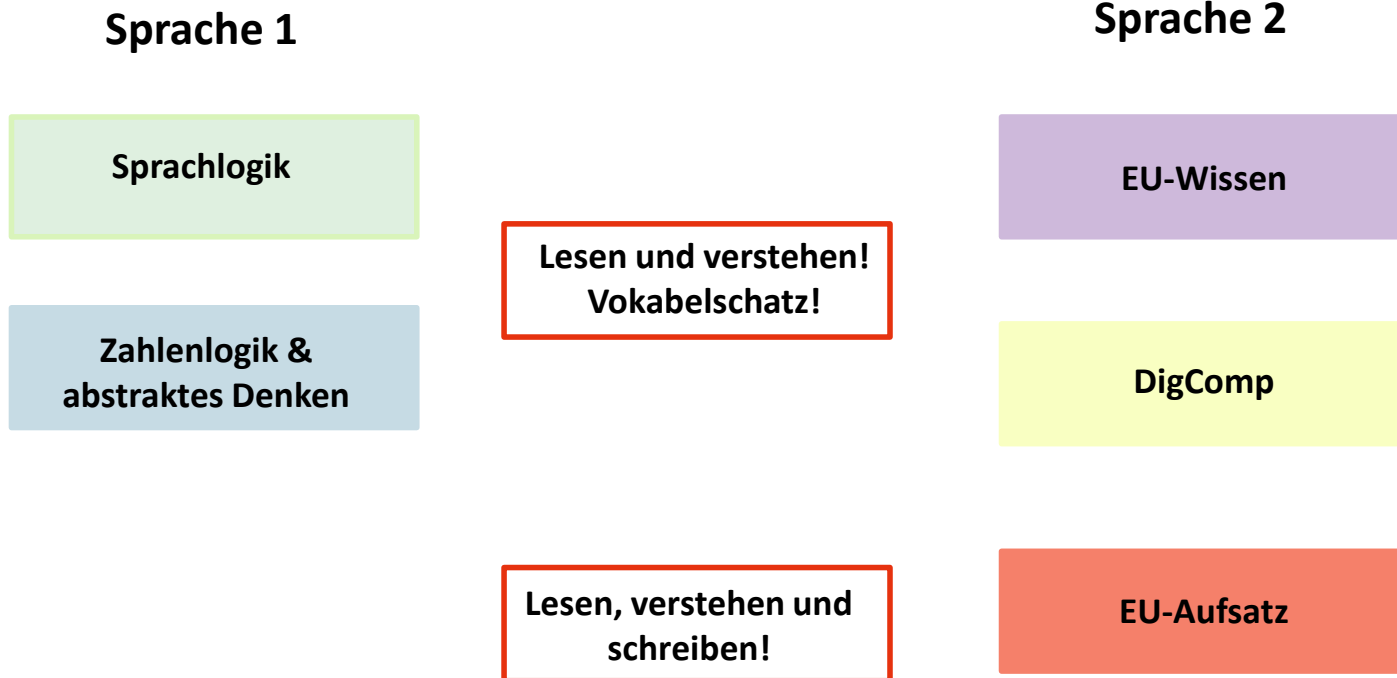 Sprache 1
Sprache 2
Sprachlogik
EU-Wissen
Lesen und verstehen!
Vokabelschatz!
Zahlenlogik &
abstraktes Denken
DigComp
Lesen, verstehen und
schreiben!
EU-Aufsatz